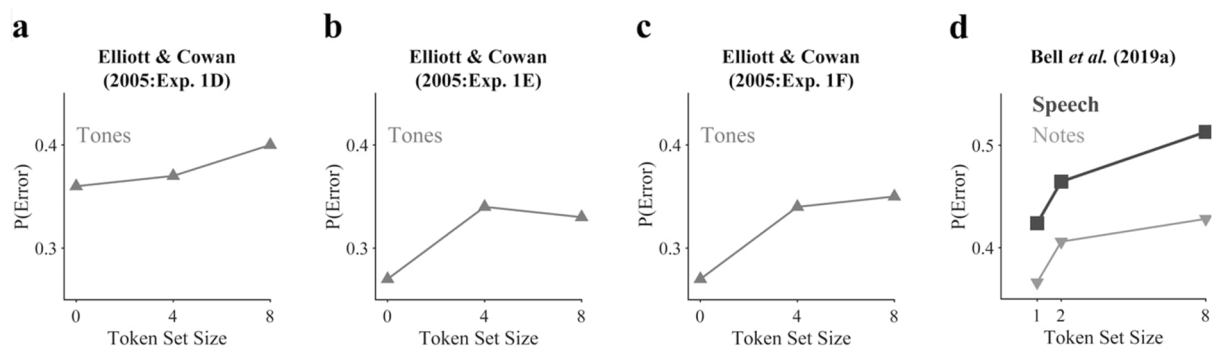 a
Elliott & Cowan
(2005:Exp. 1D)
Tones
0.4
0.3
P(Error)
0 4 8
Token Set Size
b
Elliott & Cowan
(2005:Exp. 1E)
Tones
0.4
0.3
P(Error)
0 4 8
Token Set Size
c
Elliott & Cowan
(2005:Exp. 1F)
Tones
0.4
0.3
P(Error)
0 4 8
Token Set Size
d
Bell et al. (2019a)
Speech
Notes
0.5
0.4
P(Error)
1 2 8
Token Set Size